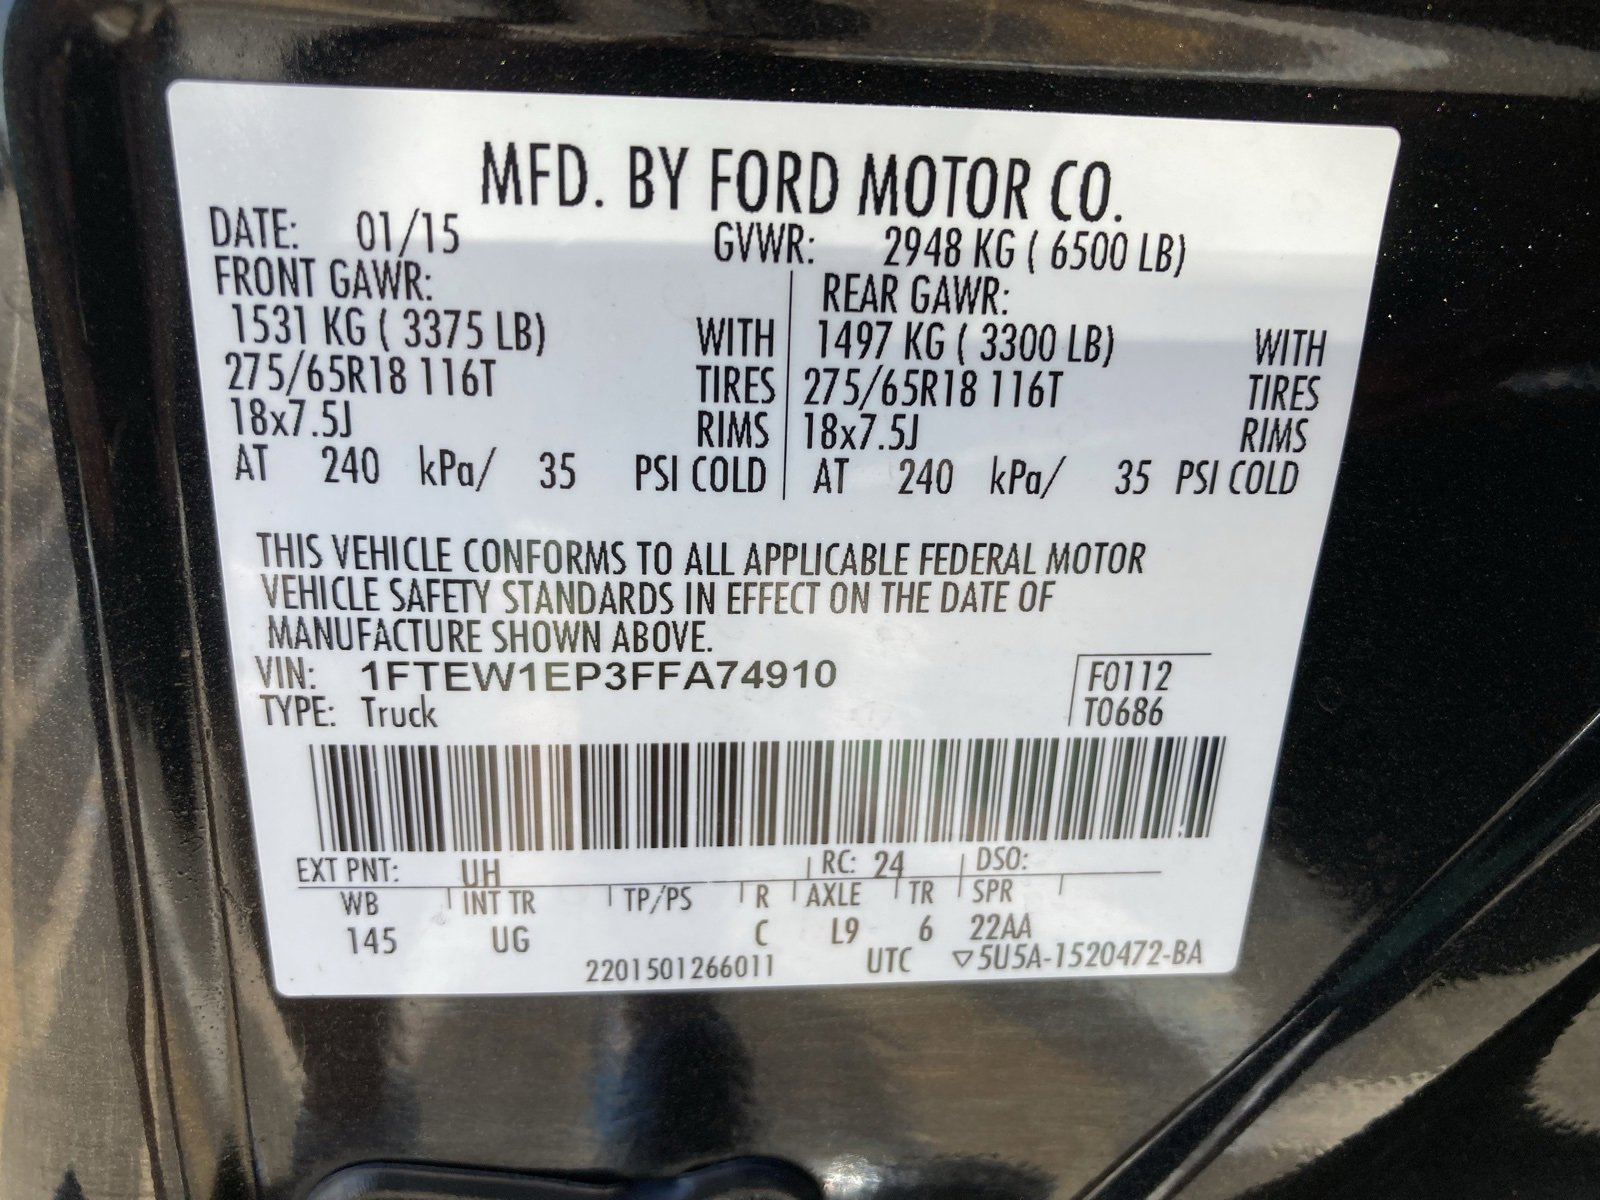 MFD. BY FORD MOTOR CO.
DATE: 01/15 GVWR: 2948 KG ( 6500 LB)
FRONT GAWR: REAR GAWR:
1531 KG ( 3375 LB) WITH 1497 KG ( 3300 LB) WITH
275/65R18 116T TIRES 275/65R18 116T TIRES
18x7.5J RIMS 18x7.5J RIMS
AT 240 kPa/ 35 PSI COLD AT 240 kPa/ 35 PSI COLD
THIS VEHICLE CONFORMS TO ALL APPLICABLE FEDERAL MOTOR
VEHICLE SAFETY STANDARDS IN EFFECT ON THE DATE OF
MANUFACTURE SHOWN ABOVE.
VIN: 1FTEW1EP3FFA74910 F0112
TYPE: Truck T0686
EXT PNT: UH RC: 24 DSO:
WB INT TR TP/PS R AXLE TR SPR
145 UG C L9 6 22AA
2201501266011 UTC ▽5U5A-1520472-BA